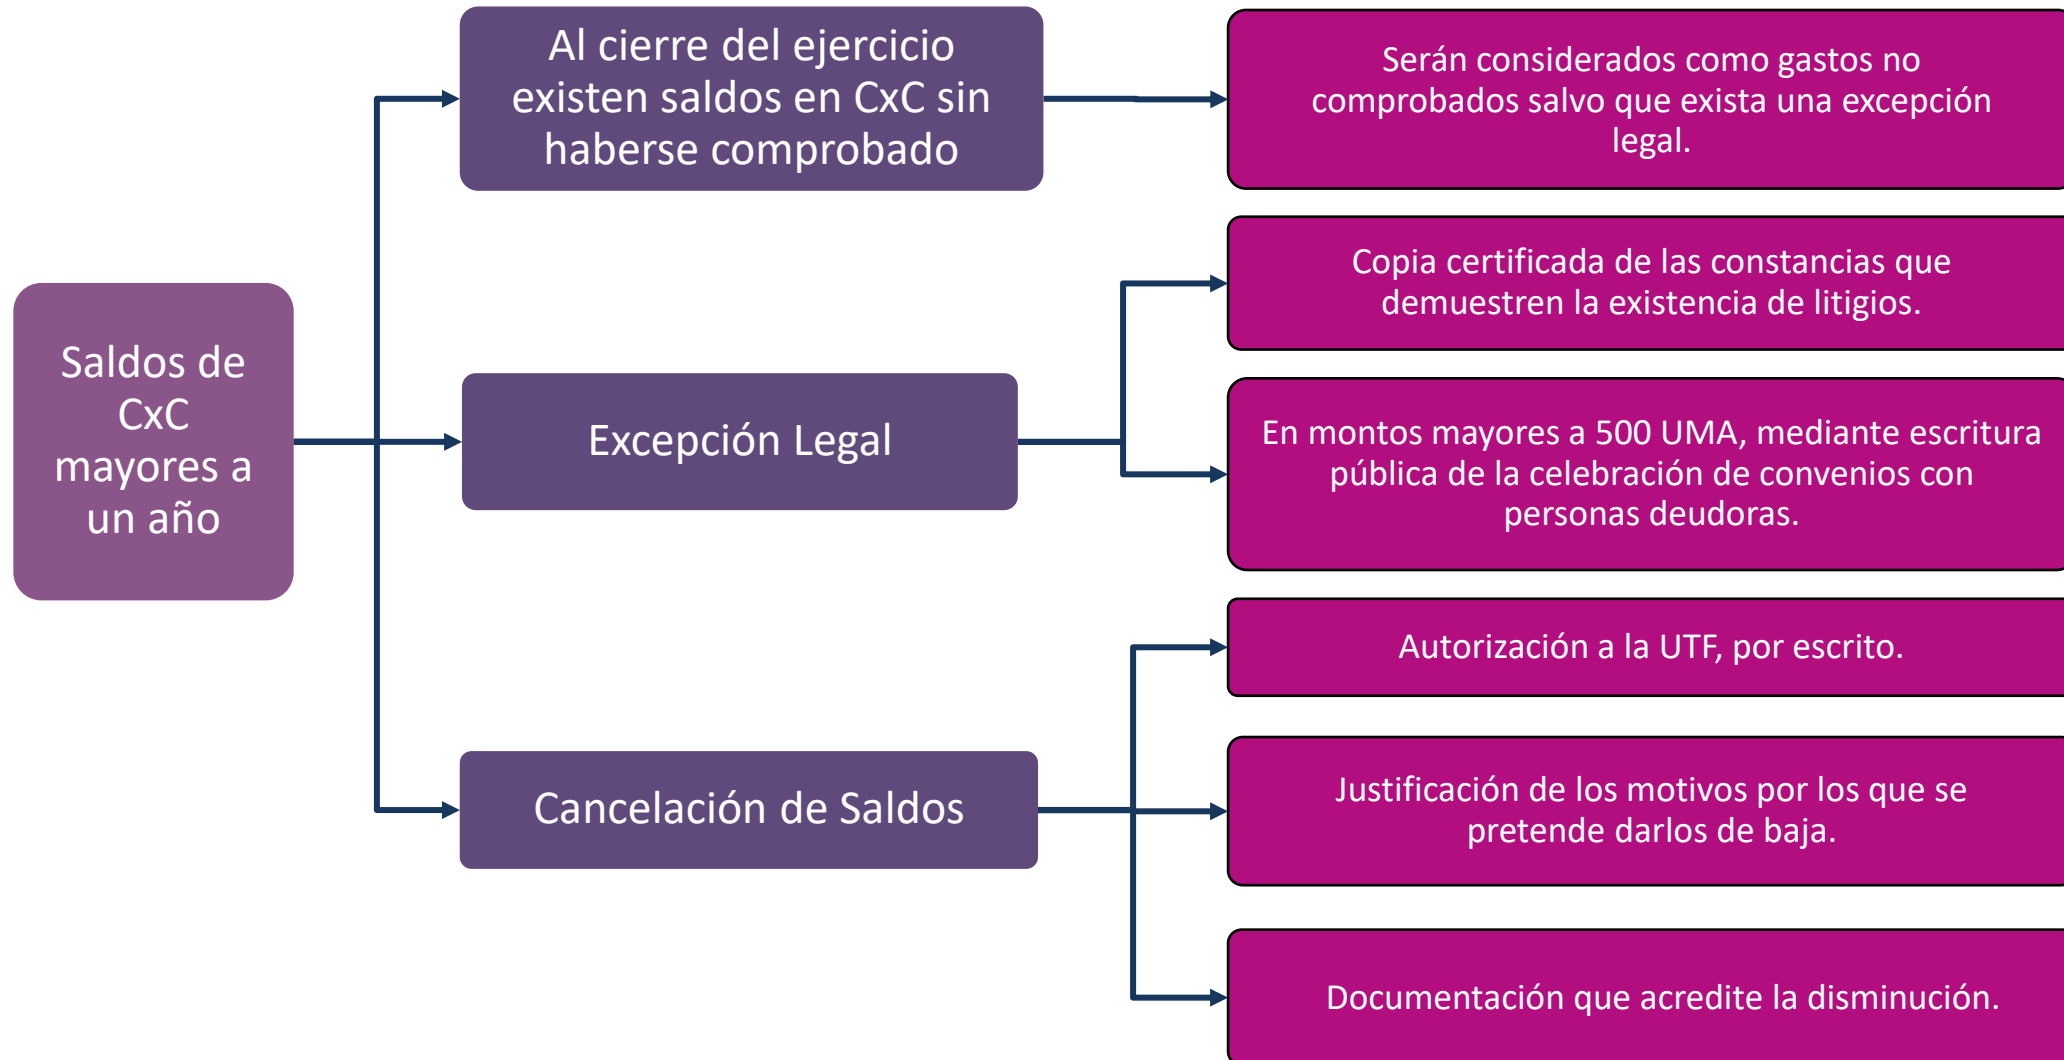 Saldos de
CxC
mayores a
un año
Al cierre del ejercicio
existen saldos en CxC sin
haberse comprobado
Serán considerados como gastos no
comprobados salvo que exista una excepción
legal.
Excepción Legal
Copia certificada de las constancias que
demuestren la existencia de litigios.
En montos mayores a 500 UMA, mediante escritura
pública de la celebración de convenios con
personas deudoras.
Cancelación de Saldos
Autorización a la UTF, por escrito.
Justificación de los motivos por los que se
pretende darlos de baja.
Documentación que acredite la disminución.